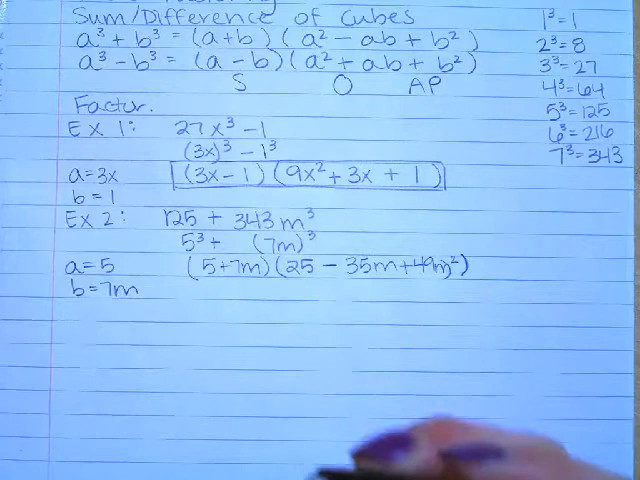 Sum/Difference of Cubes
a³ + b³ = (a+b)(a² - ab + b²)
a³ - b³ = (a - b)(a² + ab + b²)
S O AP
Factor.
Ex 1: 27x³ - 1
(3x)³ - 1³
a=3x (3x - 1)(9x² + 3x + 1)
b = 1
Ex 2: 125 + 343m³
5³ + (7m)³
a=5 (5+7m)(25 - 35m+49m²)
b=7m
1³=1
2³=8
3³=27
4³=64
5³=125
6³=216
7³=343